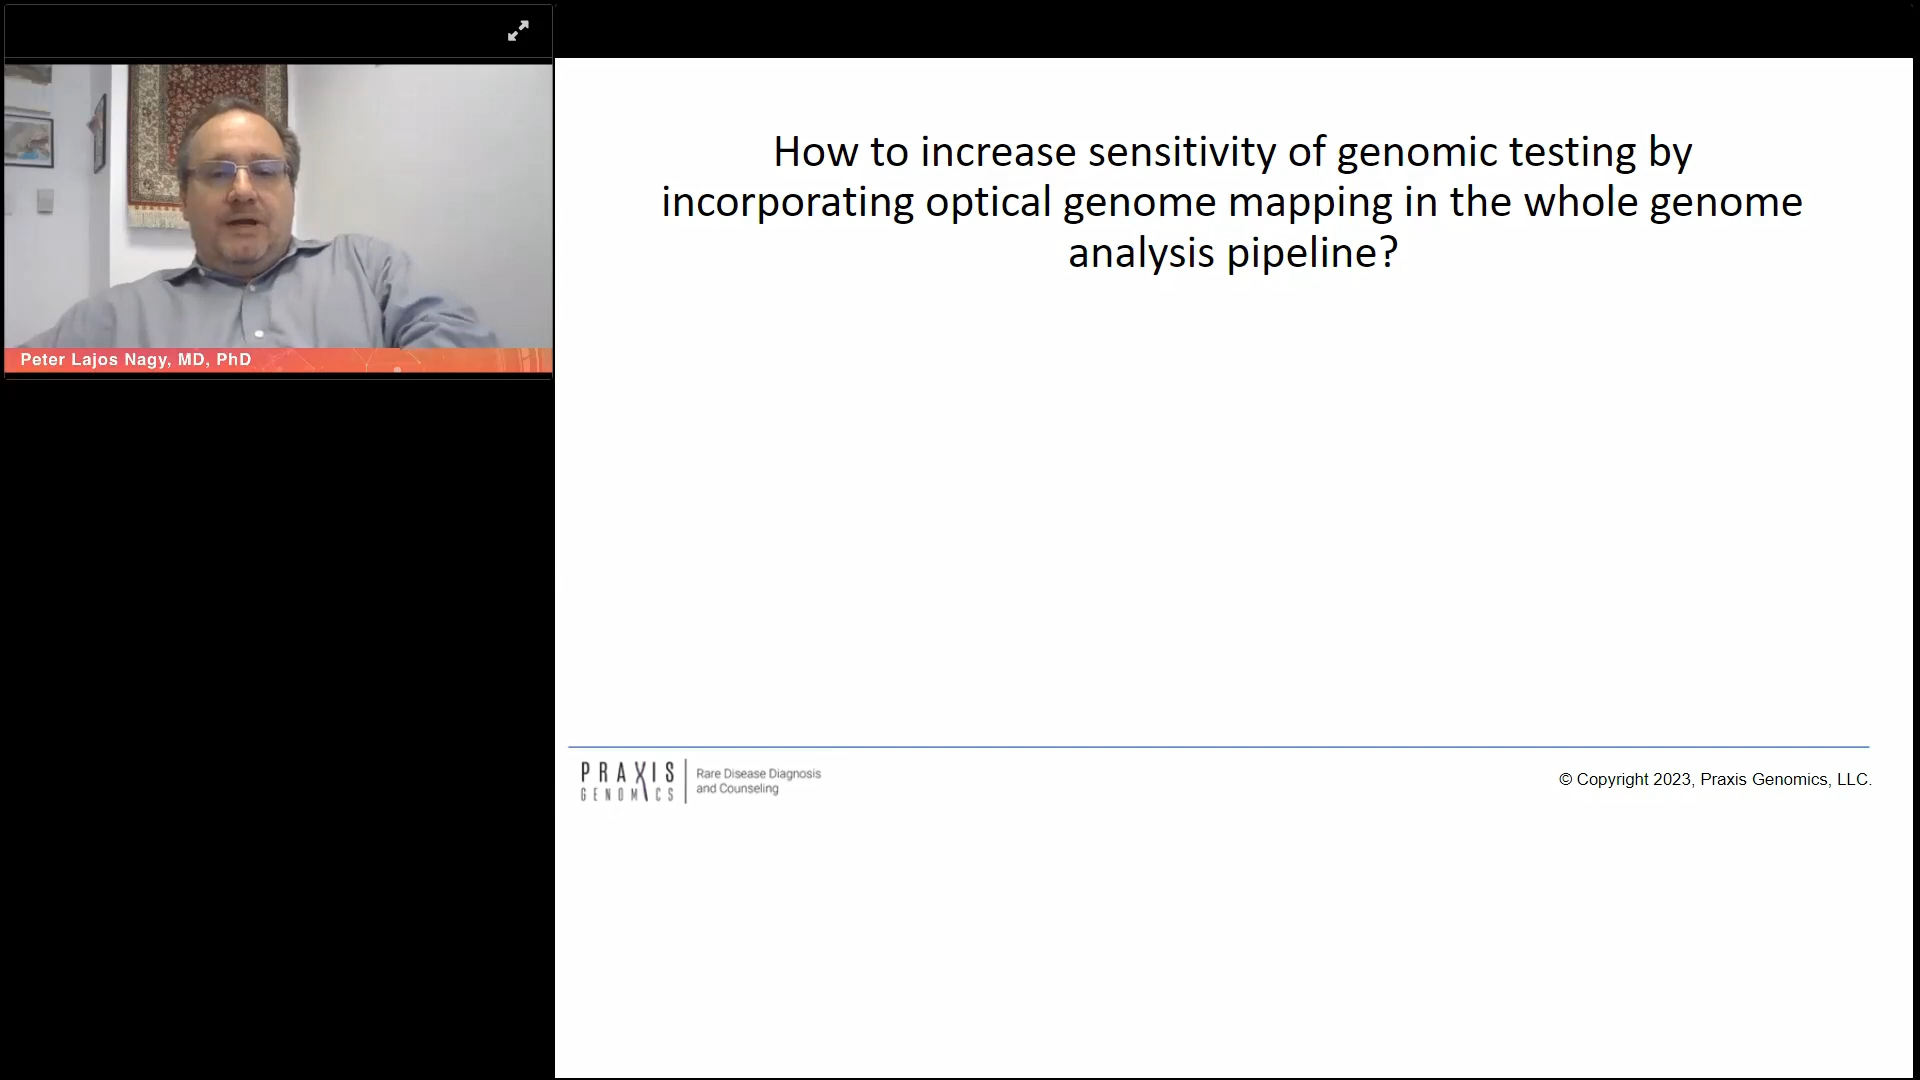 Peter Lajos Nagy, MD, PhD
How to increase sensitivity of genomic testing by
incorporating optical genome mapping in the whole genome
analysis pipeline?
PRAXIS
GENOMICS
Rare Disease Diagnosis
and Counseling
© Copyright 2023, Praxis Genomics, LLC.